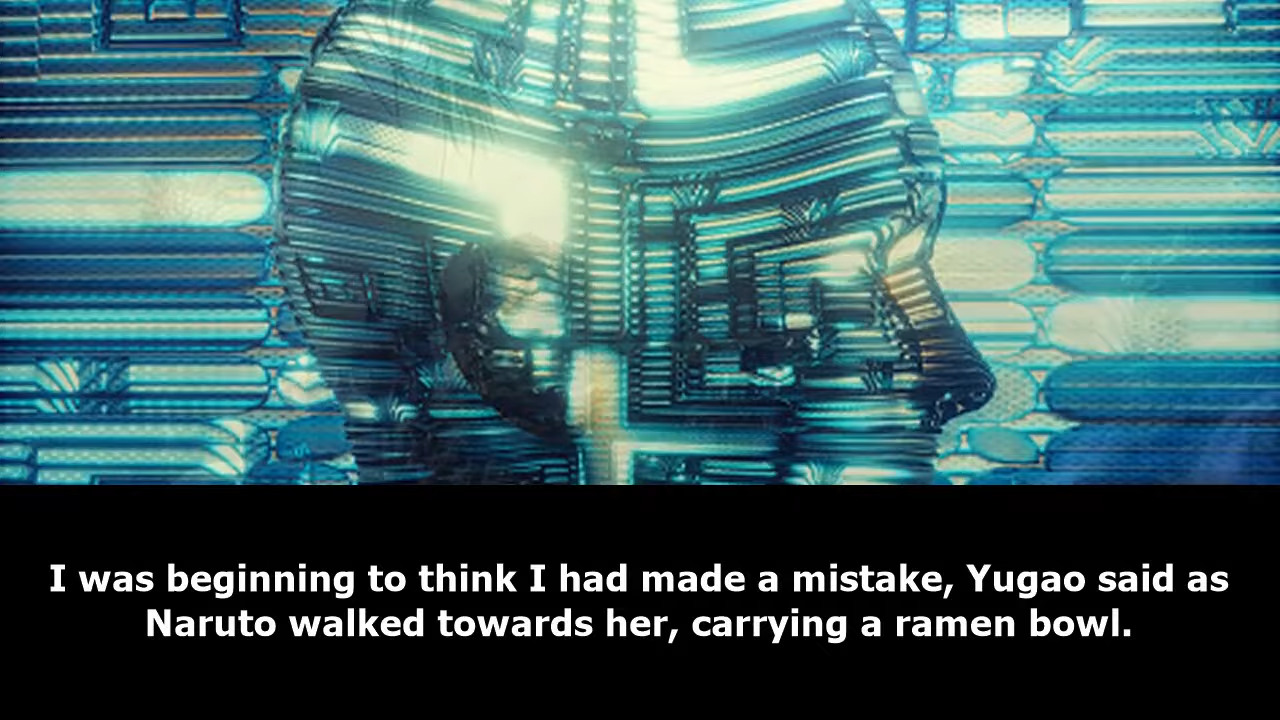 I was beginning to think I had made a mistake, Yugao said as
Naruto walked towards her, carrying a ramen bowl.